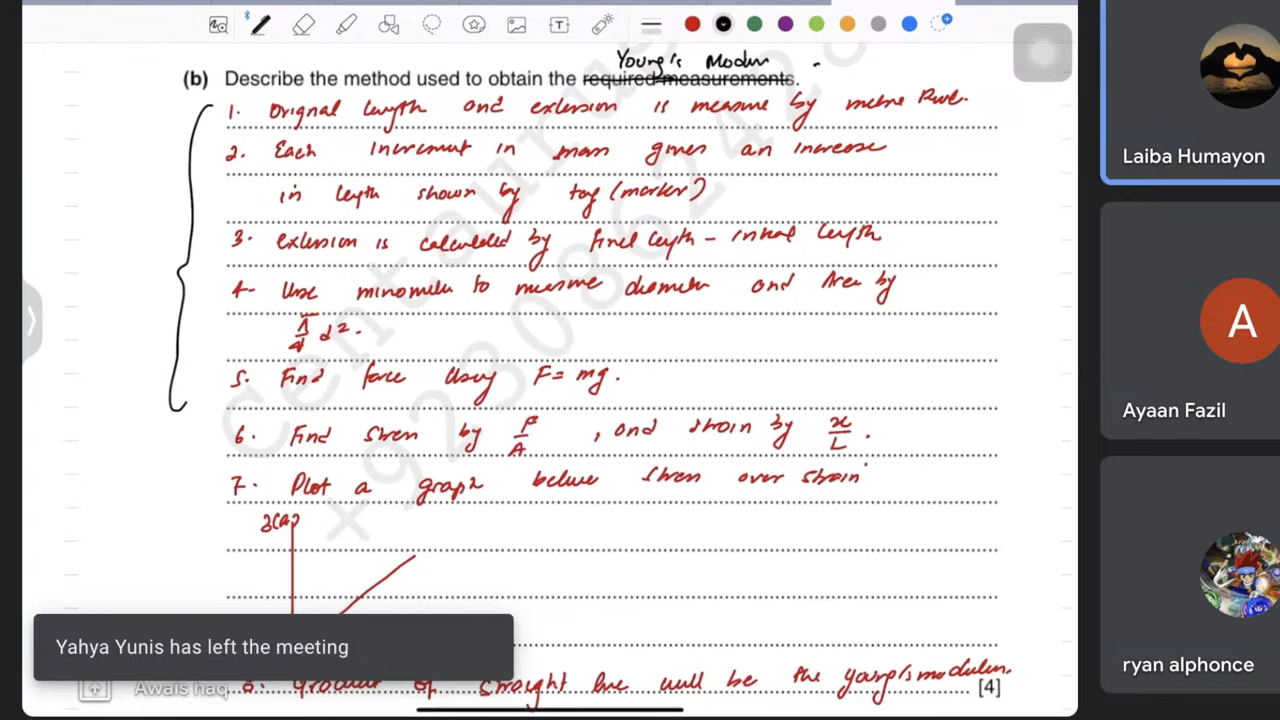 Young's Modu
(b) Describe the method used to obtain the required measurements.
1. Orignal length and extension is measure by metre Rule.
2. Each increment in mass gives an increase
in length shown by tag (marker)
3. extension is calculated by final length - initial length
4- Use micrometer to measure diameter and Area by
π/4 d².
5. Find force using F = mg.
6. Find stress by F/A , and strain by x/L .
7. Plot a graph between stress over strain
8. Gradient of straight line will be the young's modulus.
[4]
Centaurus
+92308624286
Yahya Yunis has left the meeting
Awais haq
Laiba Humayon
A
Ayaan Fazil
ryan alphonce